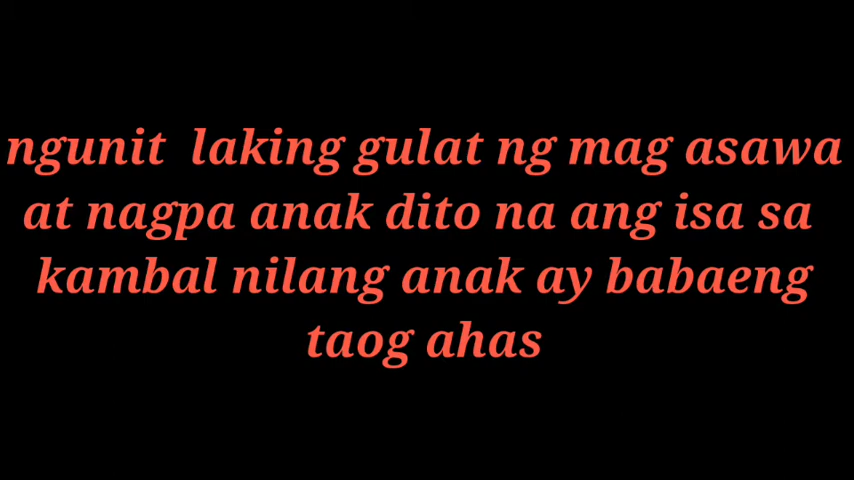 ngunit laking gulat ng mag asawa
at nagpa anak dito na ang isa sa
kambal nilang anak ay babaeng
taog ahas